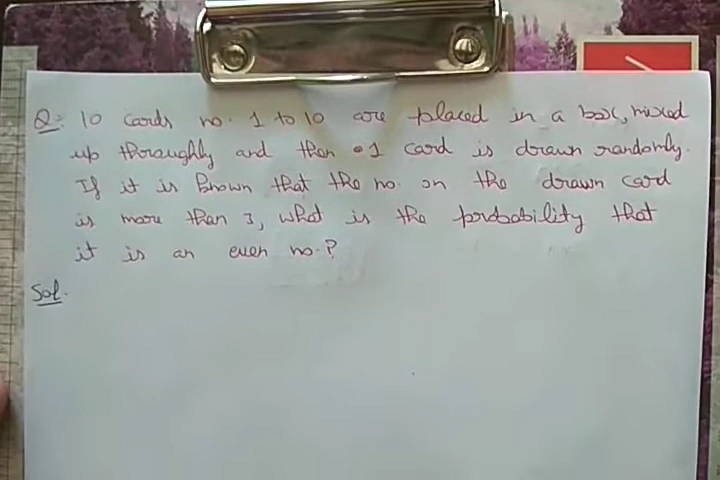 Q: 10 cards no. 1 to 10 are placed in a box, mixed
up thoroughly and then 1 card is drawn randomly.
If it is known that the no. on the drawn card
is more than 3, what is the probability that
it is an even no.?
Sol.